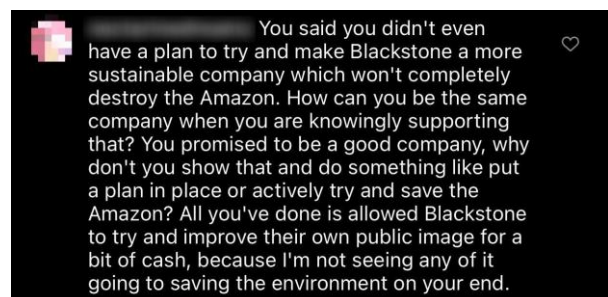 You said you didn't even
have a plan to try and make Blackstone a more
sustainable company which won't completely
destroy the Amazon. How can you be the same
company when you are knowingly supporting
that? You promised to be a good company, why
don't you show that and do something like put
a plan in place or actively try and save the
Amazon? All you've done is allowed Blackstone
to try and improve their own public image for a
bit of cash, because I'm not seeing any of it
going to saving the environment on your end.